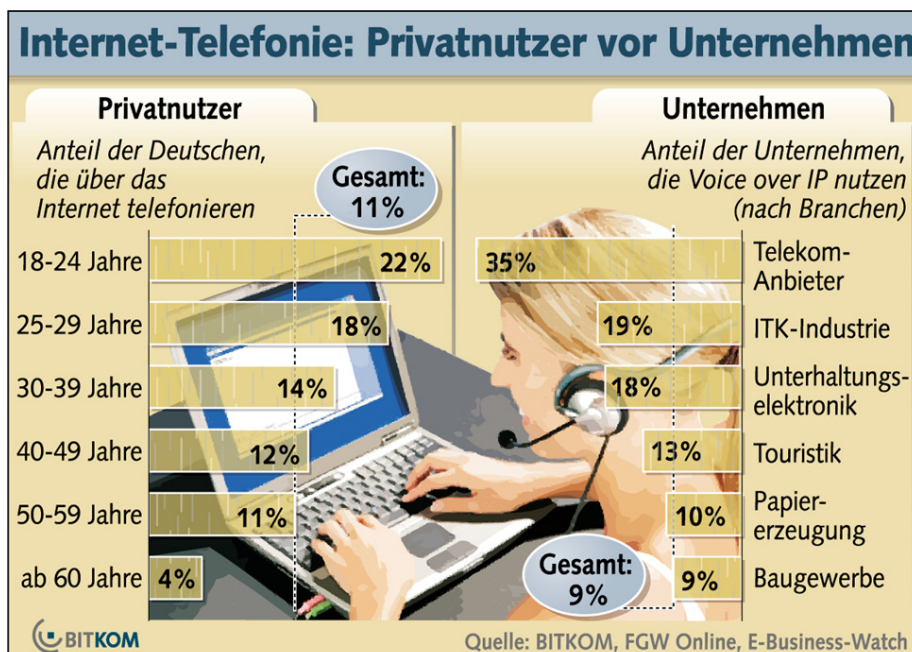 Internet-Telefonie: Privatnutzer vor Unternehmen
Privatnutzer
Anteil der Deutschen,
die über das
Internet telefonieren
Gesamt:
11%
18-24 Jahre
22%
25-29 Jahre
18%
30-39 Jahre
14%
40-49 Jahre
12%
50-59 Jahre
11%
ab 60 Jahre
4%
Unternehmen
Anteil der Unternehmen,
die Voice over IP nutzen
(nach Branchen)
35%
Telekom-
Anbieter
19%
ITK-Industrie
18%
Unterhaltungs-
elektronik
13%
Touristik
10%
Papier-
erzeugung
Gesamt:
9%
9%
Baugewerbe
BITKOM
Quelle: BITKOM, FGW Online, E-Business-Watch